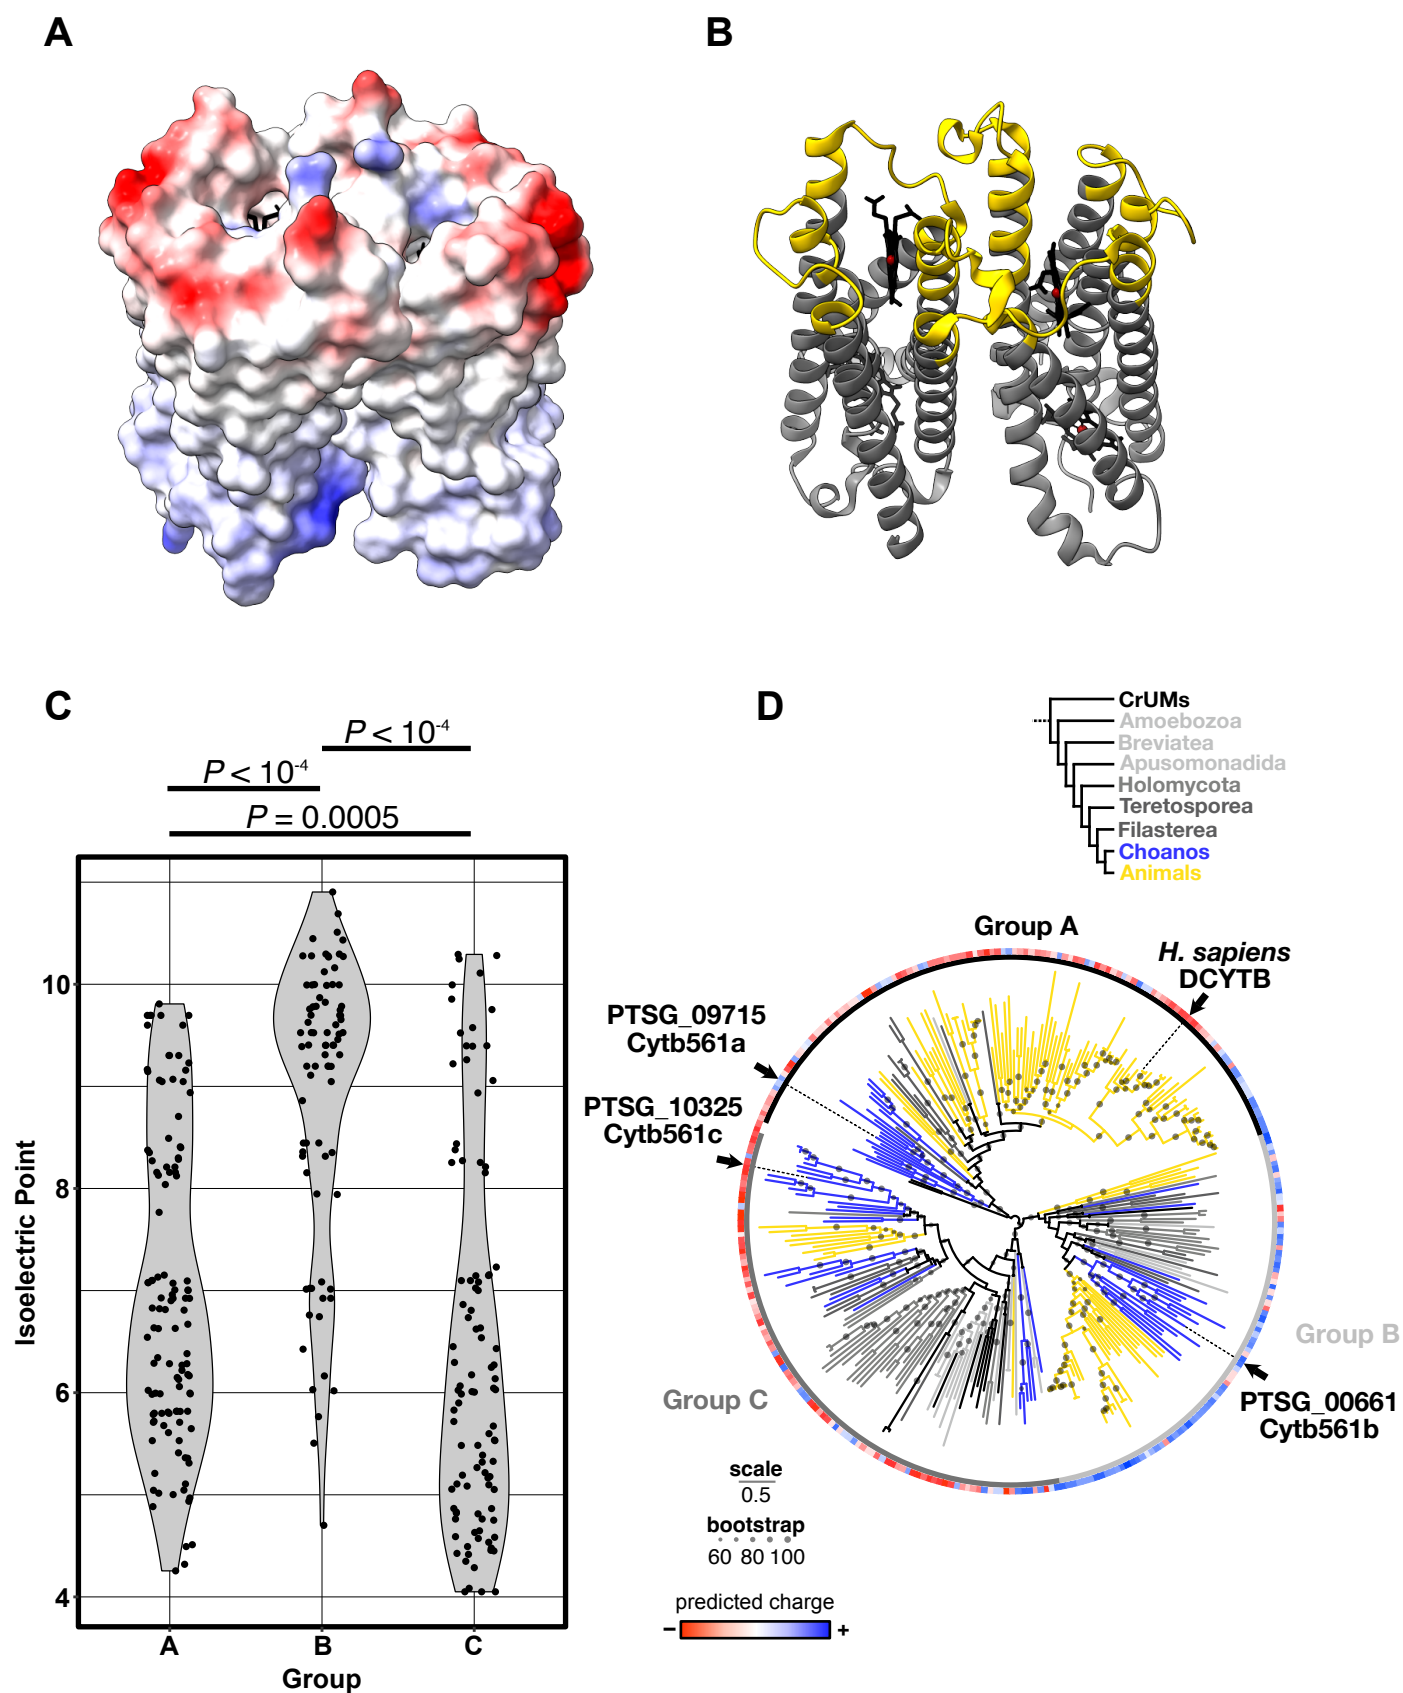 A
B
C
P < 10-4
P < 10-4
P = 0.0005
Isoelectric Point
10
8
6
4
A
B
C
Group
D
CrUMs
Amoebozoa
Breviatea
Apusomonadida
Holomycota
Teretosporea
Filasterea
Choanos
Animals
Group A
H. sapiens
DCYTB
PTSG_09715
Cytb561a
PTSG_10325
Cytb561c
Group B
Group C
PTSG_00661
Cytb561b
scale
0.5
bootstrap
60 80 100
predicted charge
− +